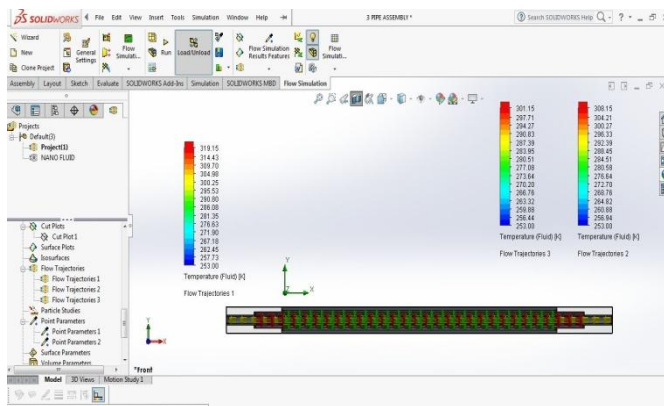 SOLIDWORKS File Edit View Insert Tools Simulation Window Help 3 PIPE ASSEMBLY * Search SOLIDWORKS Help
Wizard
New
Clone Project
General Settings
Flow Simulati...
Run
Load/Unload
Flow Simulation Results Features
Flow Simulati...
Assembly Layout Sketch Evaluate SOLIDWORKS Add-Ins Simulation SOLIDWORKS MBD Flow Simulation
Projects
Default(3)
Project(1)
NANO FLUID
Cut Plots
Cut Plot 1
Surface Plots
Isosurfaces
Flow Trajectories
Flow Trajectories 1
Flow Trajectories 2
Flow Trajectories 3
Particle Studies
Point Parameters
Point Parameters 1
Point Parameters 2
Surface Parameters
Volume Parameters
319.15
314.43
309.70
304.98
300.25
295.53
290.80
286.08
281.35
276.63
271.90
267.18
262.45
257.73
253.00
Temperature (Fluid) [K]
Flow Trajectories 1
301.15
297.71
294.27
290.83
287.39
283.95
280.51
277.08
273.64
270.20
266.76
263.32
259.88
256.44
253.00
Temperature (Fluid) [K]
Flow Trajectories 3
308.15
304.21
300.27
296.33
292.39
288.45
284.51
280.58
276.64
272.70
268.76
264.82
260.88
256.94
253.00
Temperature (Fluid) [K]
Flow Trajectories 2
Y
X
Y
X
*Front
Model 3D Views Motion Study 1